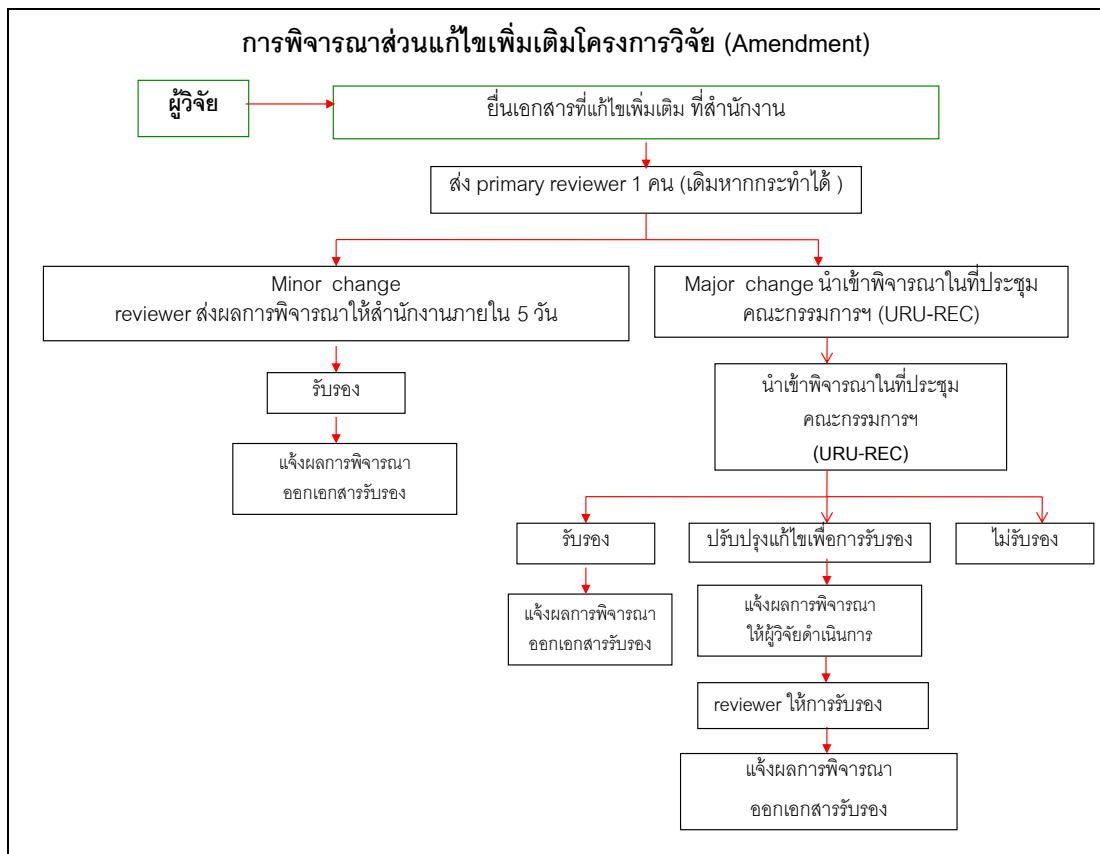 การพิจารณาส่วนแก้ไขเพิ่มเติมโครงการวิจัย (Amendment)
ผู้วิจัย
ยื่นเอกสารที่แก้ไขเพิ่มเติม ที่สำนักงาน
ส่ง primary reviewer 1 คน (เดิมหากกระทำได้ )
Minor change
reviewer ส่งผลการพิจารณาให้สำนักงานภายใน 5 วัน
Major change นำเข้าพิจารณาในที่ประชุม
คณะกรรมการฯ (URU-REC)
รับรอง
แจ้งผลการพิจารณา
ออกเอกสารรับรอง
นำเข้าพิจารณาในที่ประชุม
คณะกรรมการฯ
(URU-REC)
รับรอง
ปรับปรุงแก้ไขเพื่อการรับรอง
ไม่รับรอง
แจ้งผลการพิจารณา
ออกเอกสารรับรอง
แจ้งผลการพิจารณา
ให้ผู้วิจัยดำเนินการ
reviewer ให้การรับรอง
แจ้งผลการพิจารณา
ออกเอกสารรับรอง